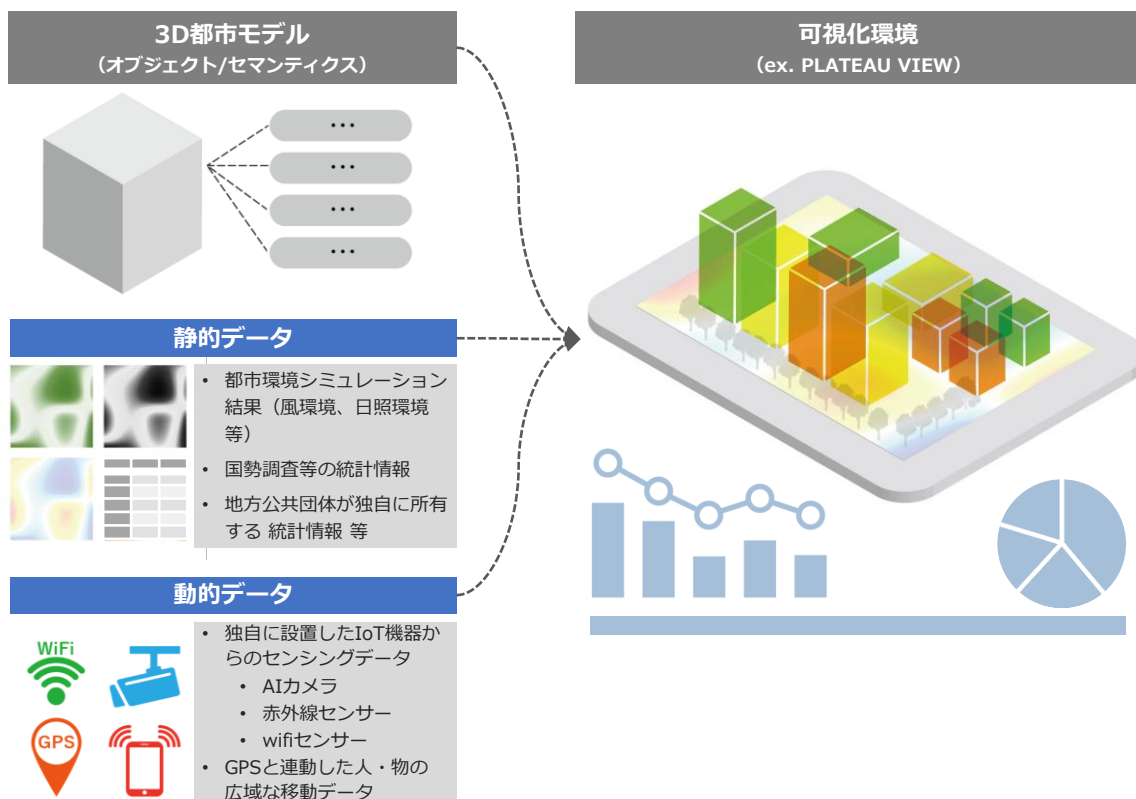 3D都市モデル
（オブジェクト/セマンティクス）
•••
•••
•••
•••
可視化環境
（ex. PLATEAU VIEW）
静的データ
• 都市環境シミュレーション
結果（風環境、日照環境
等）
• 国勢調査等の統計情報
• 地方公共団体が独自に所有
する 統計情報 等
動的データ
WiFi
GPS
• 独自に設置したIoT機器か
らのセンシングデータ
• AIカメラ
• 赤外線センサー
• wifiセンサー
• GPSと連動した人・物の
広域な移動データ